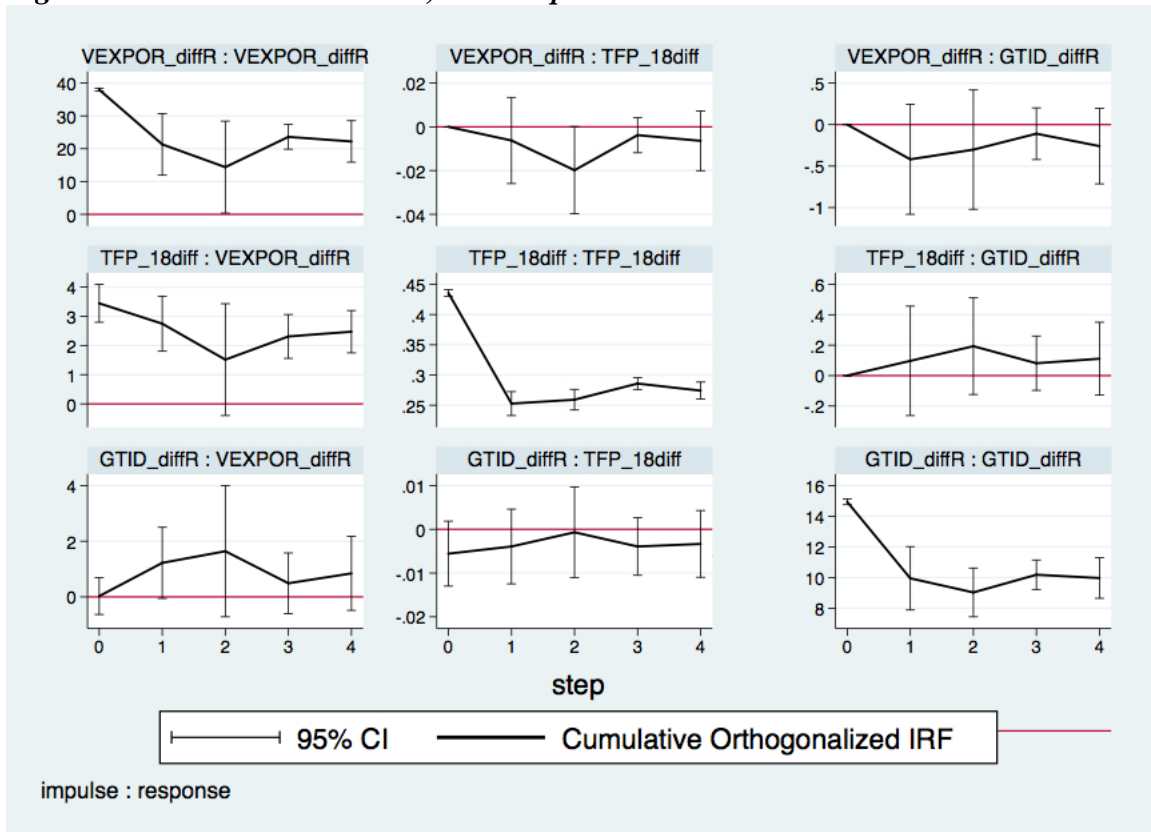 VEXPOR_diffR : VEXPOR_diffR
40
30
20
10
0
VEXPOR_diffR : TFP_18diff
.02
0
-.02
-.04
VEXPOR_diffR : GTID_diffR
.5
0
-.5
-1
TFP_18diff : VEXPOR_diffR
4
3
2
1
0
TFP_18diff : TFP_18diff
.45
.4
.35
.3
.25
TFP_18diff : GTID_diffR
.6
.4
.2
0
-.2
GTID_diffR : VEXPOR_diffR
4
2
0
0 1 2 3 4
GTID_diffR : TFP_18diff
.01
0
-.01
-.02
0 1 2 3 4
GTID_diffR : GTID_diffR
16
14
12
10
8
0 1 2 3 4
step
95% CI Cumulative Orthogonalized IRF
impulse : response